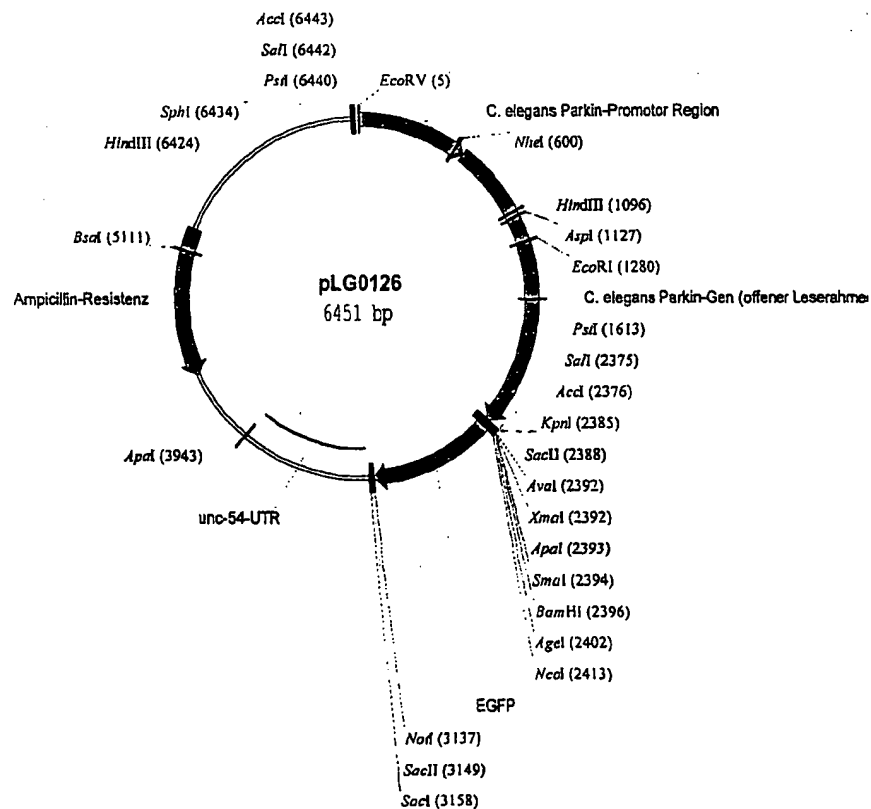 AccI (6443)
SalI (6442)
PstI (6440)
EcoRV (5)
SphI (6434)
HindIII (6424)
C. elegans Parkin-Promotor Region
NheI (600)
HindIII (1096)
AspI (1127)
EcoRI (1280)
BsaI (5111)
Ampicillin-Resistenz
pLG0126
6451 bp
C. elegans Parkin-Gen (offener Leserahme
PstI (1613)
SalI (2375)
AccI (2376)
KpnI (2385)
SacII (2388)
AvaI (2392)
XmaI (2392)
ApaI (2393)
SmaI (2394)
BamHI (2396)
AgeI (2402)
NcoI (2413)
ApaI (3943)
unc-54-UTR
EGFP
NotI (3137)
SacII (3149)
SacI (3158)